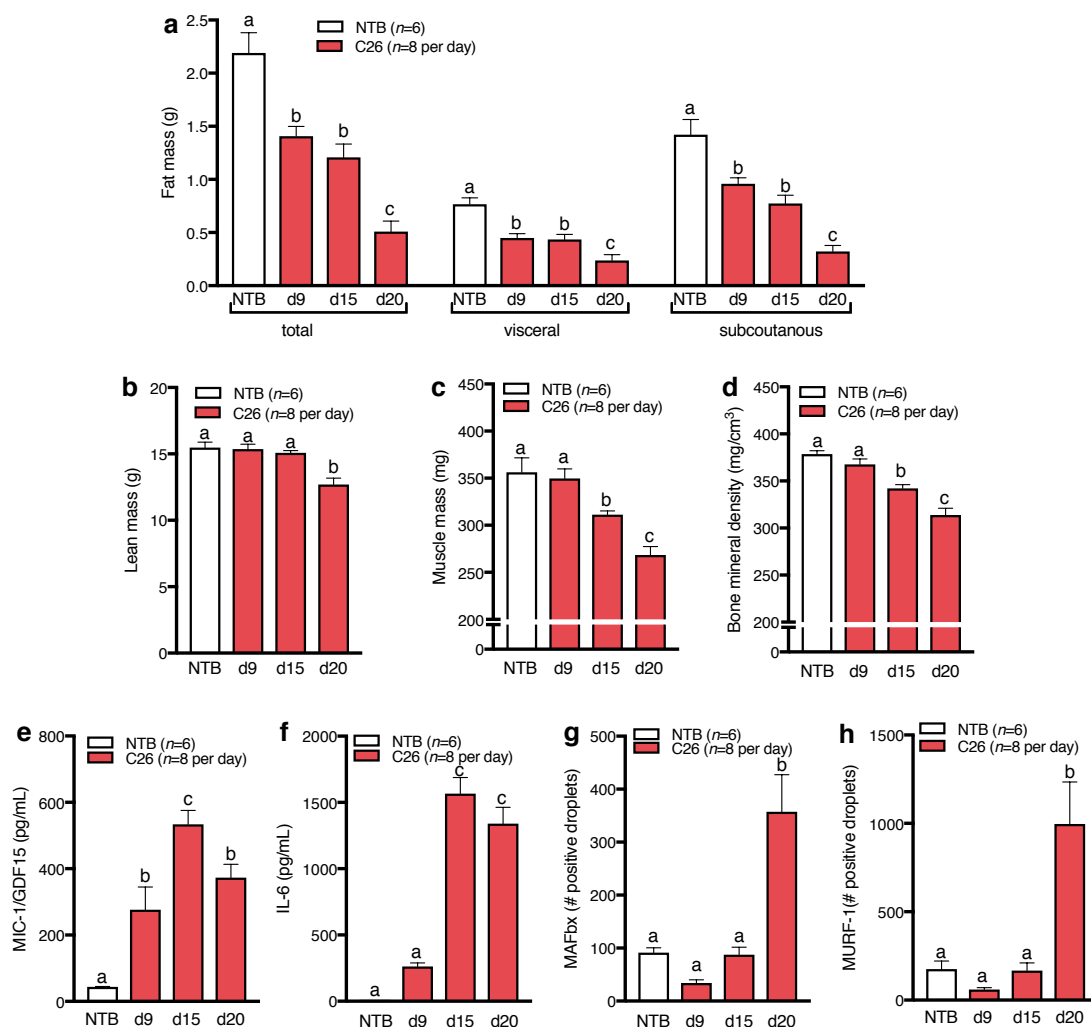 a
NTB (n=6)
C26 (n=8 per day)
Fat mass (g)
2.5
2.0
1.5
1.0
0.5
0.0
a b b c a b b c a b b c
NTB d9 d15 d20 NTB d9 d15 d20 NTB d9 d15 d20
total visceral subcoutanous
b
NTB (n=6)
C26 (n=8 per day)
Lean mass (g)
20
15
10
5
0
a a a b
NTB d9 d15 d20
c
NTB (n=6)
C26 (n=8 per day)
Muscle mass (mg)
450
400
350
300
250
200
0
a a b c
NTB d9 d15 d20
d
NTB (n=6)
C26 (n=8 per day)
Bone mineral density (mg/cm³)
450
400
350
300
350
200
0
a a b c
NTB d9 d15 d20
e
NTB (n=6)
C26 (n=8 per day)
MIC-1/GDF15 (pg/mL)
800
600
400
200
0
a b c b
NTB d9 d15 d20
f
NTB (n=6)
C26 (n=8 per day)
IL-6 (pg/mL)
2000
1500
1000
500
0
a a c c
NTB d9 d15 d20
g
NTB (n=6)
C26 (n=8 per day)
MAFbx (# positive droplets)
500
400
300
200
100
0
a a a b
NTB d9 d15 d20
h
NTB (n=6)
C26 (n=8 per day)
MURF-1(# positive droplets)
1500
1000
500
0
a a a b
NTB d9 d15 d20